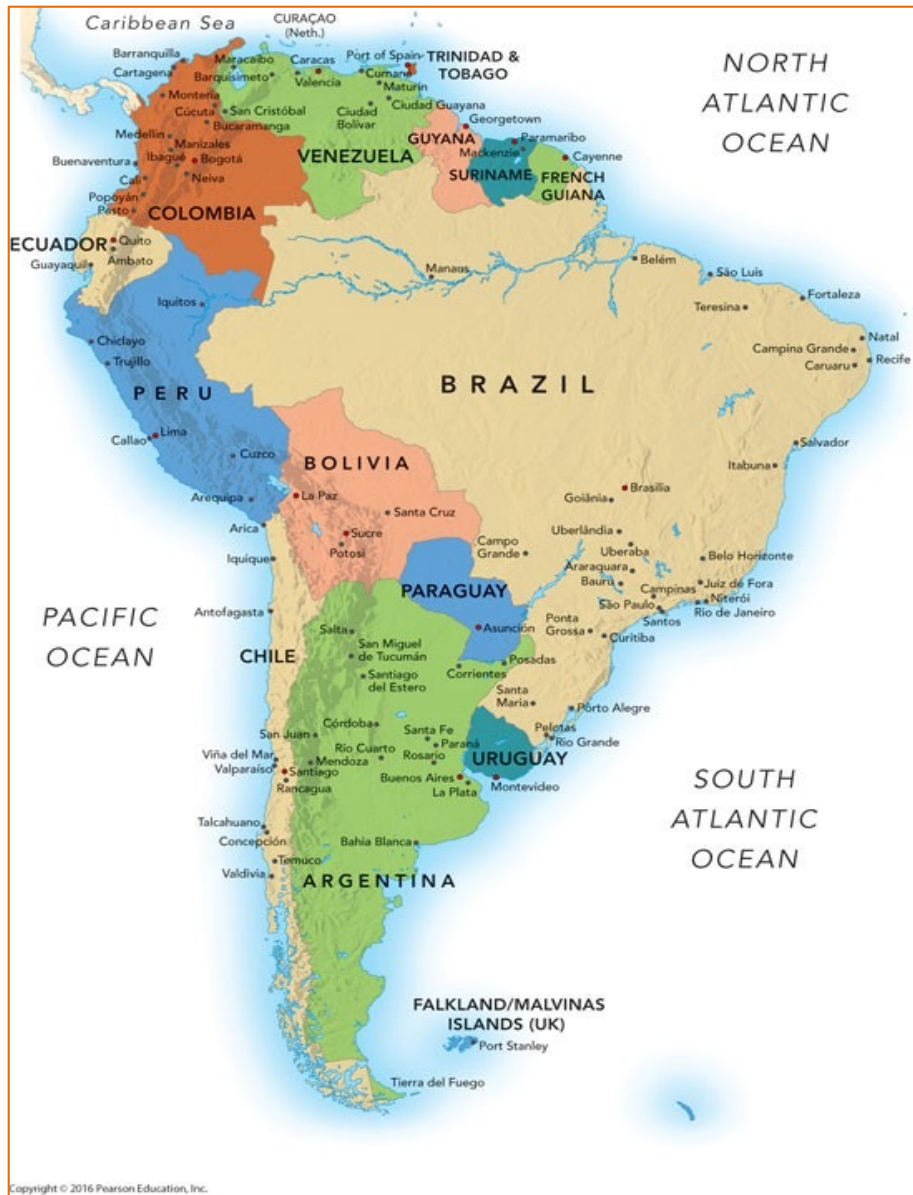 Caribbean Sea
CURAÇAO
(Neth.)
NORTH
ATLANTIC
OCEAN
Barranquilla
Cartagena
Maracaibo
Barquisimeto
Caracas
Valencia
Port of Spain
TRINIDAD &
TOBAGO
Cumaná
Maturín
Montería
Cúcuta
San Cristóbal
Bucaramanga
Ciudad
Bolívar
Ciudad Guayana
Georgetown
GUYANA
Paramaribo
Mackenzie
SURINAME
Cayenne
FRENCH
GUIANA
VENEZUELA
Medellín
Manizales
Ibagué
Bogotá
Buenaventura
Cali
Neiva
Popoyán
Pasto
COLOMBIA
ECUADOR
Quito
Guayaquil
Ambato
Manaus
Belém
São Luís
Fortaleza
Teresina
Natal
Campina Grande
Recife
Caruaru
Iquitos
Chiclayo
Trujillo
PERU
BRAZIL
Callao
Lima
Cuzco
Arequipa
BOLIVIA
La Paz
Santa Cruz
Sucre
Potosí
Salvador
Itabuna
Brasília
Goiânia
Uberlândia
Uberaba
Campo
Grande
Araraquara
Bauru
Belo Horizonte
Juiz de Fora
Campinas
Niterói
São Paulo
Rio de Janeiro
Santos
Arica
Iquique
Antofagasta
PARAGUAY
Asunción
Ponta
Grossa
Curitiba
PACIFIC
OCEAN
CHILE
Salta
San Miguel
de Tucumán
Santiago
del Estero
Posadas
Corrientes
Santa
Maria
Porto Alegre
Pelotas
Rio Grande
San Juan
Córdoba
Santa Fe
Paraná
Río Cuarto
Rosario
URUGUAY
Viña del Mar
Valparaíso
Mendoza
Santiago
Rancagua
Buenos Aires
La Plata
Montevideo
SOUTH
ATLANTIC
OCEAN
Talcahuano
Concepción
Bahia Blanca
Temuco
Valdivia
ARGENTINA
FALKLAND/MALVINAS
ISLANDS (UK)
Port Stanley
Tierra del Fuego
Copyright © 2016 Pearson Education, Inc.